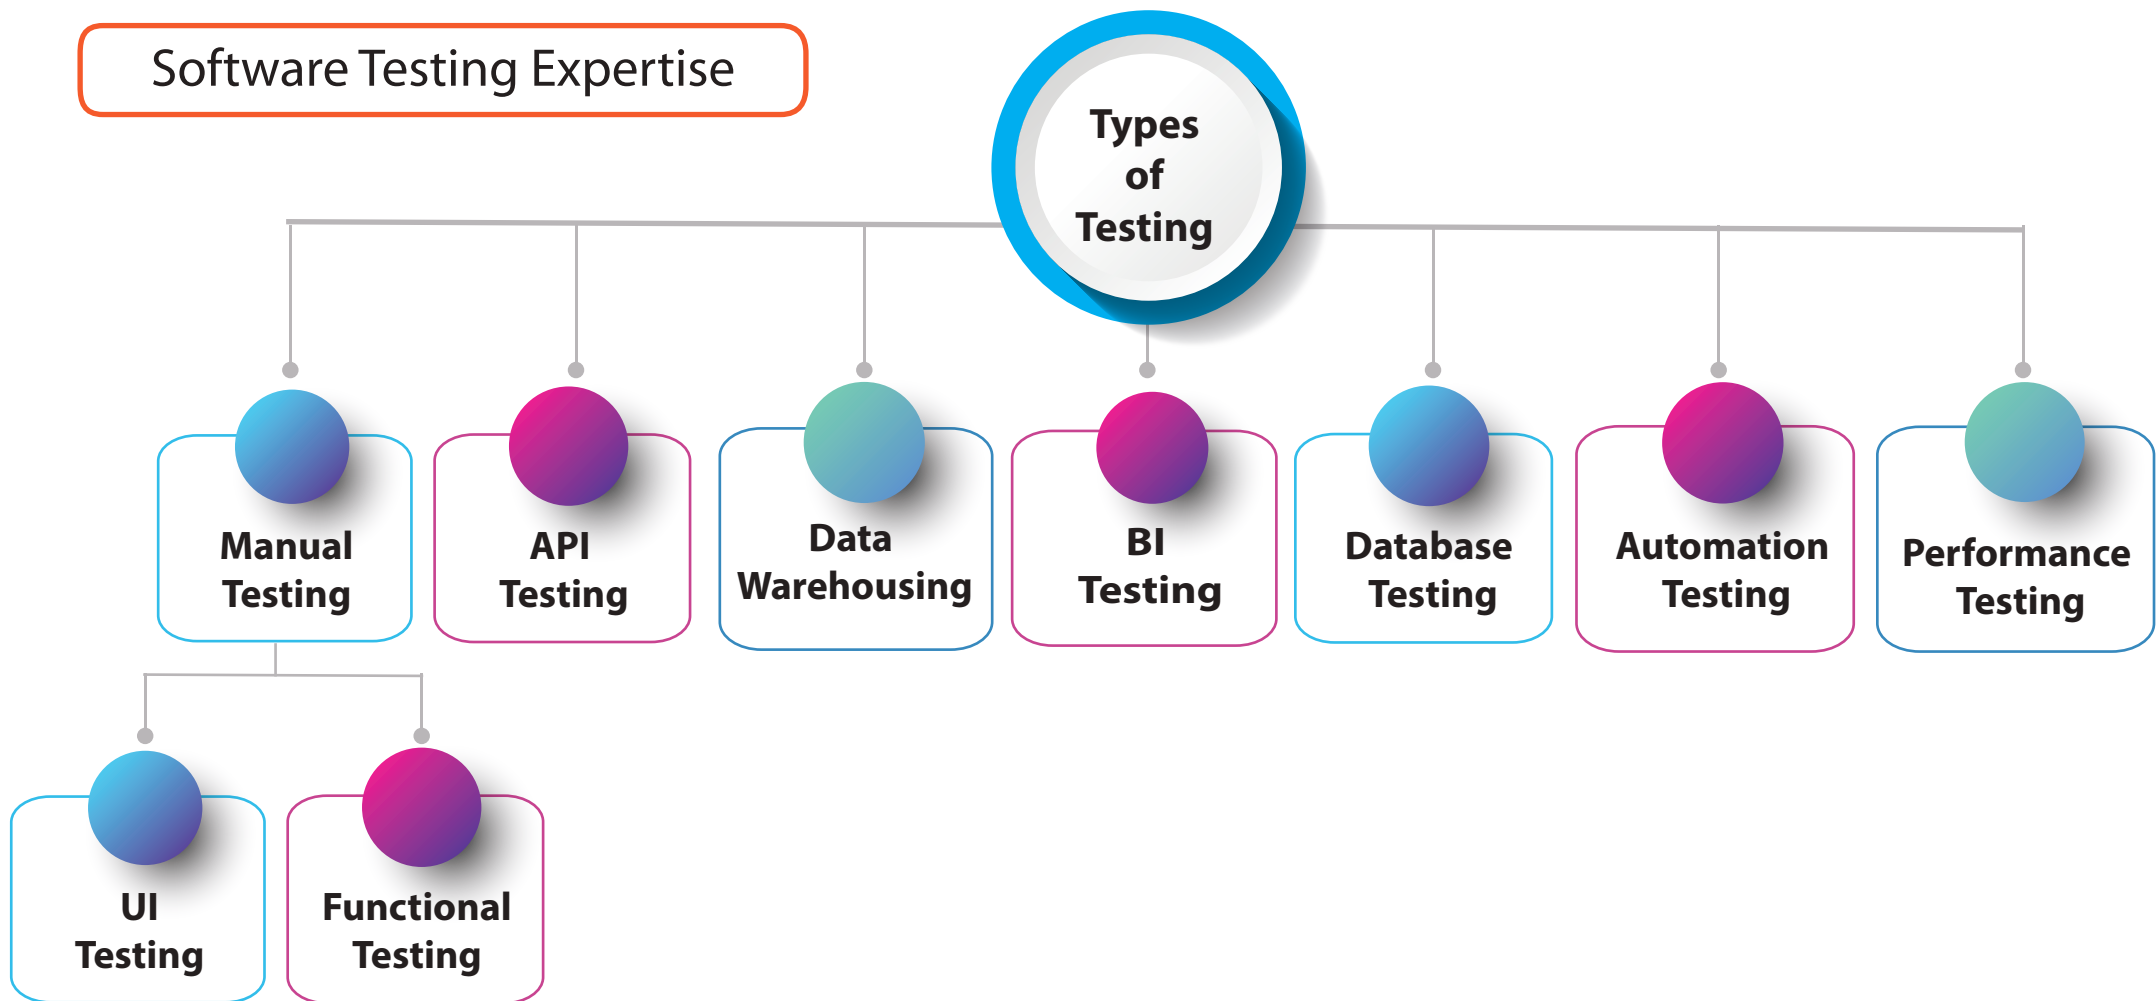 Software Testing Expertise
Types
of
Testing
Manual
Testing
API
Testing
Data
Warehousing
BI
Testing
Database
Testing
Automation
Testing
Performance
Testing
UI
Testing
Functional
Testing